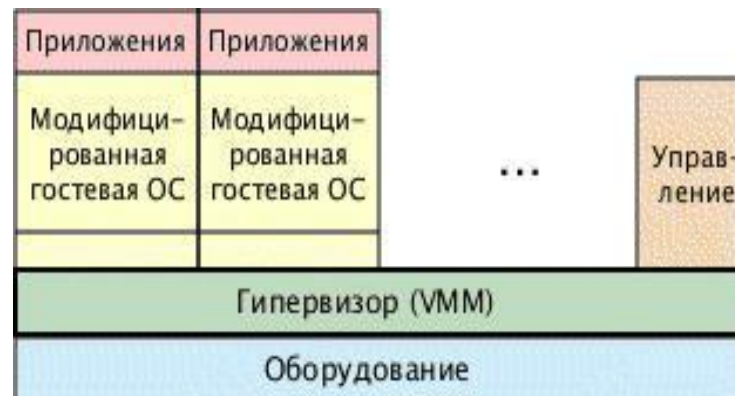 Приложения
Приложения
Модифици-
рованная
гостевая ОС
Модифици-
рованная
гостевая ОС
...
Управ-
ление
Гипервизор (VMM)
Оборудование